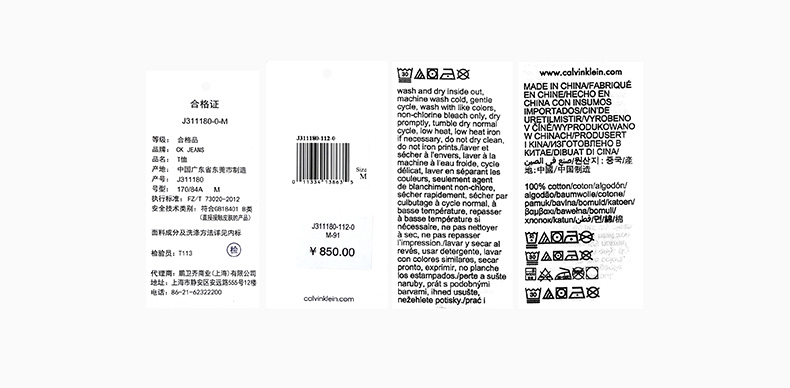 合格证
J311180-0-M
等级： 合格品
品牌： CK JEANS
品名： T恤
产地： 中国广东省东莞市制造
产号： J311180
号型： 170/84A M
执行标准： FZ/T 73020-2012
安全技术类别： 符合GB18401 B类
(直接接触皮肤的产品)
面料成分及洗涤方法详见内标
检验员： T113
检
代理商： 鹏卫齐商业(上海)有限公司
地址： 上海市静安区安远路555号12楼
电话： 86-21-62322200
J311180-112-0
0 11334 13863 5
Size
M
J311180-112-0
M-91
¥ 850.00
calvinklein.com
wash and dry inside out,
machine wash cold, gentle
cycle, wash with like colors,
non-chlorine bleach only, dry
promptly, tumble dry normal
cycle, low heat, low heat iron
if necessary, do not dry clean,
do not iron prints./laver et
sécher à l'envers, laver à la
machine à l'eau froide, cycle
délicat, laver en séparant les
couleurs, seulement agent
de blanchiment non-chlore,
sécher rapidement, sécher par
culbutage à cycle normal, à
basse température, repasser
à basse température si
nécessaire, ne pas nettoyer
à sec, ne pas repasser
l'impression./lavar y secar al
revés, usar detergente, lavar
con colores similares, secar
pronto, exprimir, no planche
los estampados./perte a sušte
naruby, prát s podobnými
barvami, ihned usušte,
nežehlete potisky./prać i
www.calvinklein.com
MADE IN CHINA/FABRIQUÉ
EN CHINE/HECHO EN
CHINA CON INSUMOS
IMPORTADOS/ÇIN'DE
ÜRETILMISTIR/VYROBENO
V ČÍNĚ/WYPRODUKOWANO
W CHINACH/PRODUSERT
I KINA/ИЗГОТОВЛЕНО В
КИТАЕ/DIBUAT DI CINA/
صنع في الصين/원산지 : 중국/產
地:中國/中国制造
100% cotton/coton/algodón/
algodão/baumwolle/cotone/
pamuk/bavlna/bomuld/katoen/
βαμβάκι/bawełna/bomull/
хлопок/katun/قطن/면/綿/棉